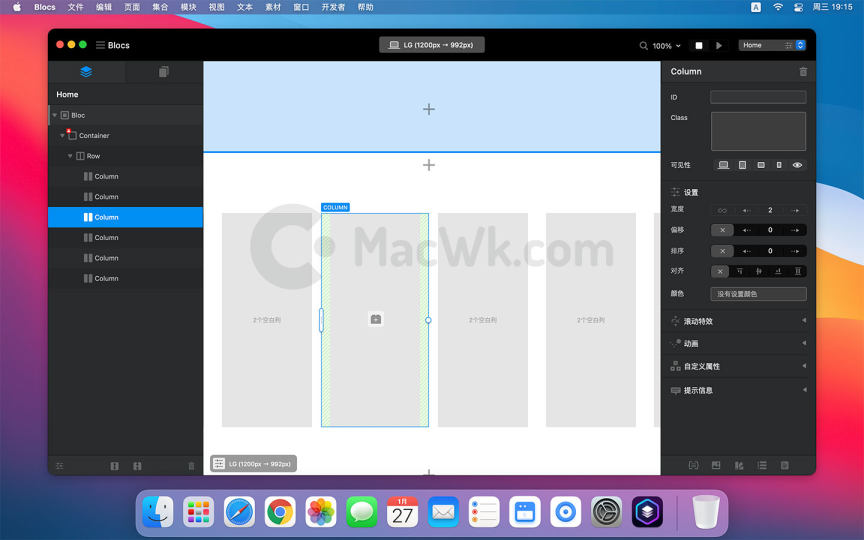 Blocs 文件 编辑 页面 集合 模块 视图 文本 素材 窗口 开发者 帮助
A 周三 19:15
Blocs
LG (1200px → 992px)
100%
Home
Home
Column
Bloc
ID
Container
Class
Row
Column
可见性
Column
设置
Column
COLUMN
宽度 2
Column
偏移 0
Column
排序 0
Column
对齐
MacWk.com
颜色 没有设置颜色
2个空白列
2个空白列
2个空白列
滚动特效
动画
自定义属性
提示信息
LG (1200px → 992px)
1月
27